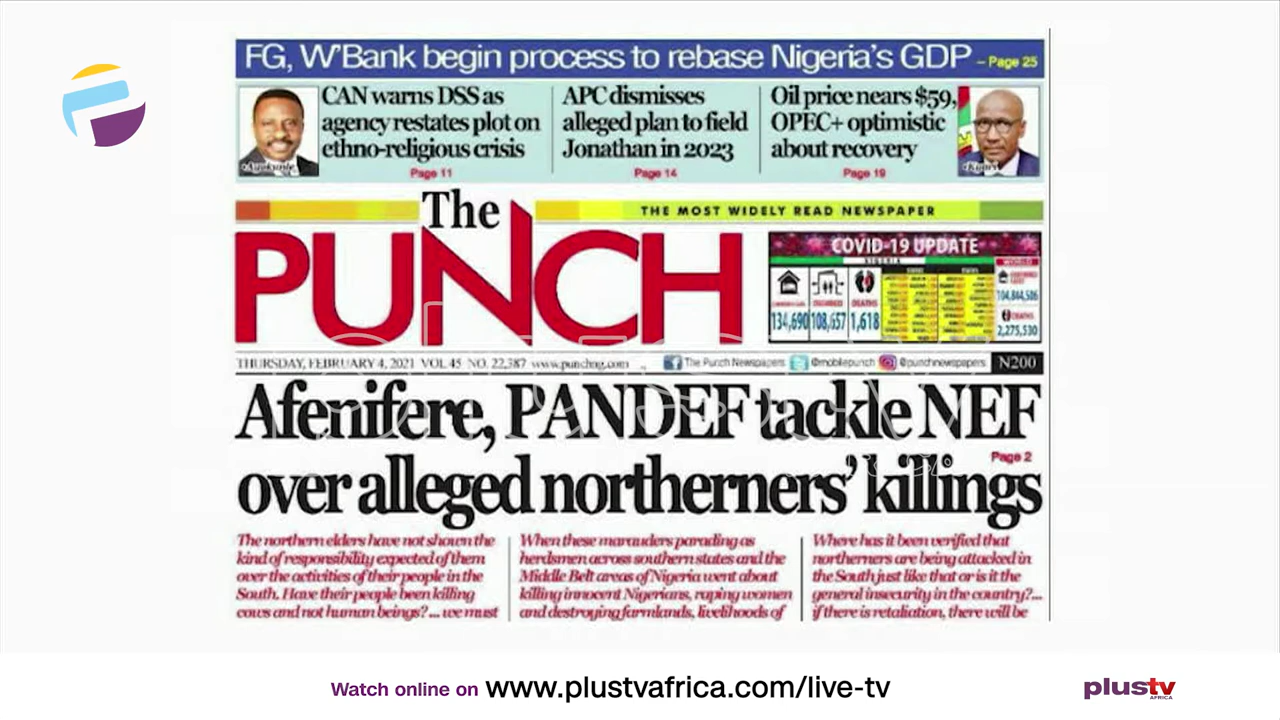 FG, W'Bank begin process to rebase Nigeria's GDP – Page 25
CAN warns DSS as
agency restates plot on
ethno-religious crisis
Page 11
APC dismisses
alleged plan to field
Jonathan in 2023
Page 14
Oil price nears $59,
OPEC+ optimistic
about recovery
Page 19
The
PUNCH
THE MOST WIDELY READ NEWSPAPER
COVID-19 UPDATE
NIGERIA
WORLD
134,690
108,657
DEATHS
1,618
104,844,506
DEATHS
2,275,530
THURSDAY, FEBRUARY 4, 2021 VOL 45 NO. 22,387 www.punchng.com The Punch Newspapers @mobilepunch @punchnewspapers N200
Afenifere, PANDEF tackle NEF
Page 2
over alleged northerners' killings
The northern elders have not shown the
kind of responsibility expected of them
over the activities of their people in the
South. Have their people been killing
cows and not human beings? ... we must
When these marauders parading as
herdsmen across southern states and the
Middle Belt areas of Nigeria went about
killing innocent Nigerians, raping women
and destroying farmlands, livelihoods of
Where has it been verified that
northerners are being attacked in
the South just like that or is it the
general insecurity in the country?...
if there is retaliation, there will be
Watch online on www.plustvafrica.com/live-tv
plustv
AFRICA